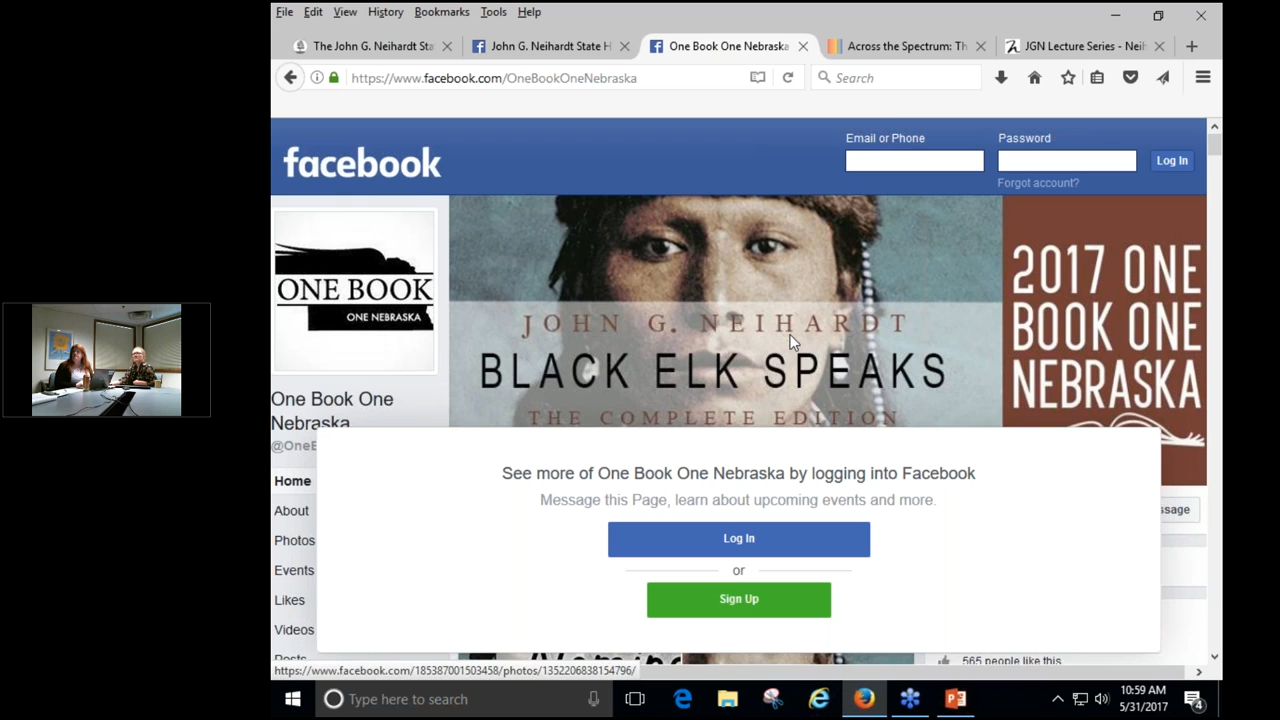 File Edit View History Bookmarks Tools Help
The John G. Neihardt Sta
John G. Neihardt State H
One Book One Nebraska
Across the Spectrum: Th
JGN Lecture Series - Neih
https://www.facebook.com/OneBookOneNebraska
Search
facebook
Email or Phone
Password
Log In
Forgot account?
ONE BOOK
ONE NEBRASKA
JOHN G. NEIHARDT
BLACK ELK SPEAKS
THE COMPLETE EDITION
2017 ONE
BOOK ONE
NEBRASKA
One Book One
Nebraska
@OneB
Home
About
Photos
Events
Likes
Videos
Posts
See more of One Book One Nebraska by logging into Facebook
Message this Page, learn about upcoming events and more.
Log In
or
Sign Up
ssage
565 people like this
https://www.facebook.com/185387001503458/photos/1352206838154796/
Type here to search
10:59 AM
5/31/2017
4